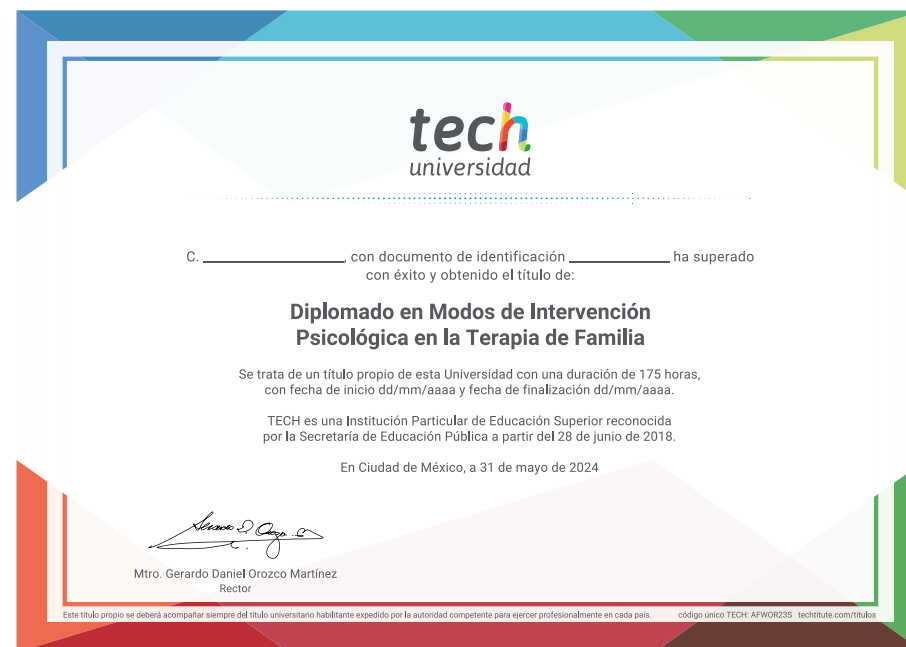 tech
universidad
C. ____________________, con documento de identificación ______________ ha superado
con éxito y obtenido el título de:
Diplomado en Modos de Intervención
Psicológica en la Terapia de Familia
Se trata de un título propio de esta Universidad con una duración de 175 horas,
con fecha de inicio dd/mm/aaaa y fecha de finalización dd/mm/aaaa.
TECH es una Institución Particular de Educación Superior reconocida
por la Secretaría de Educación Pública a partir del 28 de junio de 2018.
En Ciudad de México, a 31 de mayo de 2024
Mtro. Gerardo Daniel Orozco Martínez
Rector
Este título propio se deberá acompañar siempre del título universitario habilitante expedido por la autoridad competente para ejercer profesionalmente en cada país. código único TECH: AFWOR23S techtitute.com/titulos